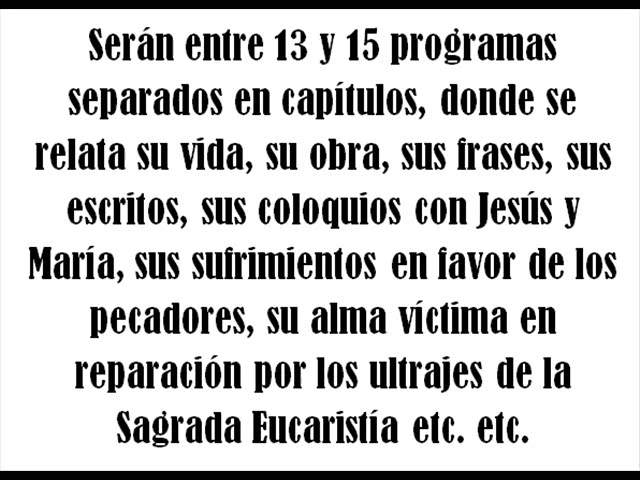 Serán entre 13 y 15 programas
separados en capítulos, donde se
relata su vida, su obra, sus frases, sus
escritos, sus coloquios con Jesús y
María, sus sufrimientos en favor de los
pecadores, su alma víctima en
reparación por los ultrajes de la
Sagrada Eucaristía etc. etc.